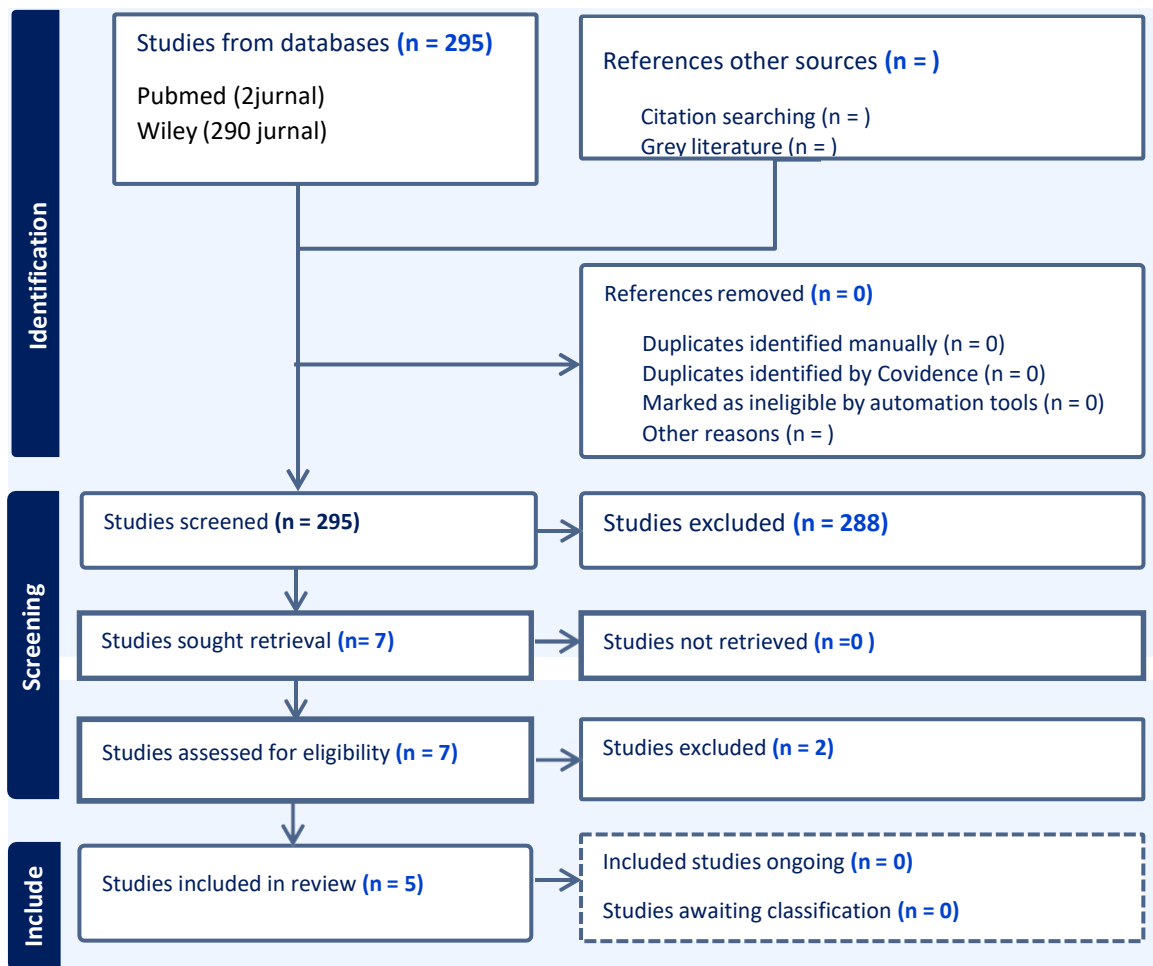 Identification
Studies from databases (n = 295)
Pubmed (2jurnal)
Wiley (290 jurnal)
References other sources (n = )
Citation searching (n = )
Grey literature (n = )
References removed (n = 0)
Duplicates identified manually (n = 0)
Duplicates identified by Covidence (n = 0)
Marked as ineligible by automation tools (n = 0)
Other reasons (n = )
Screening
Studies screened (n = 295)
Studies excluded (n = 288)
Studies sought retrieval (n= 7)
Studies not retrieved (n =0 )
Studies assessed for eligibility (n = 7)
Studies excluded (n = 2)
Include
Studies included in review (n = 5)
Included studies ongoing (n = 0)
Studies awaiting classification (n = 0)